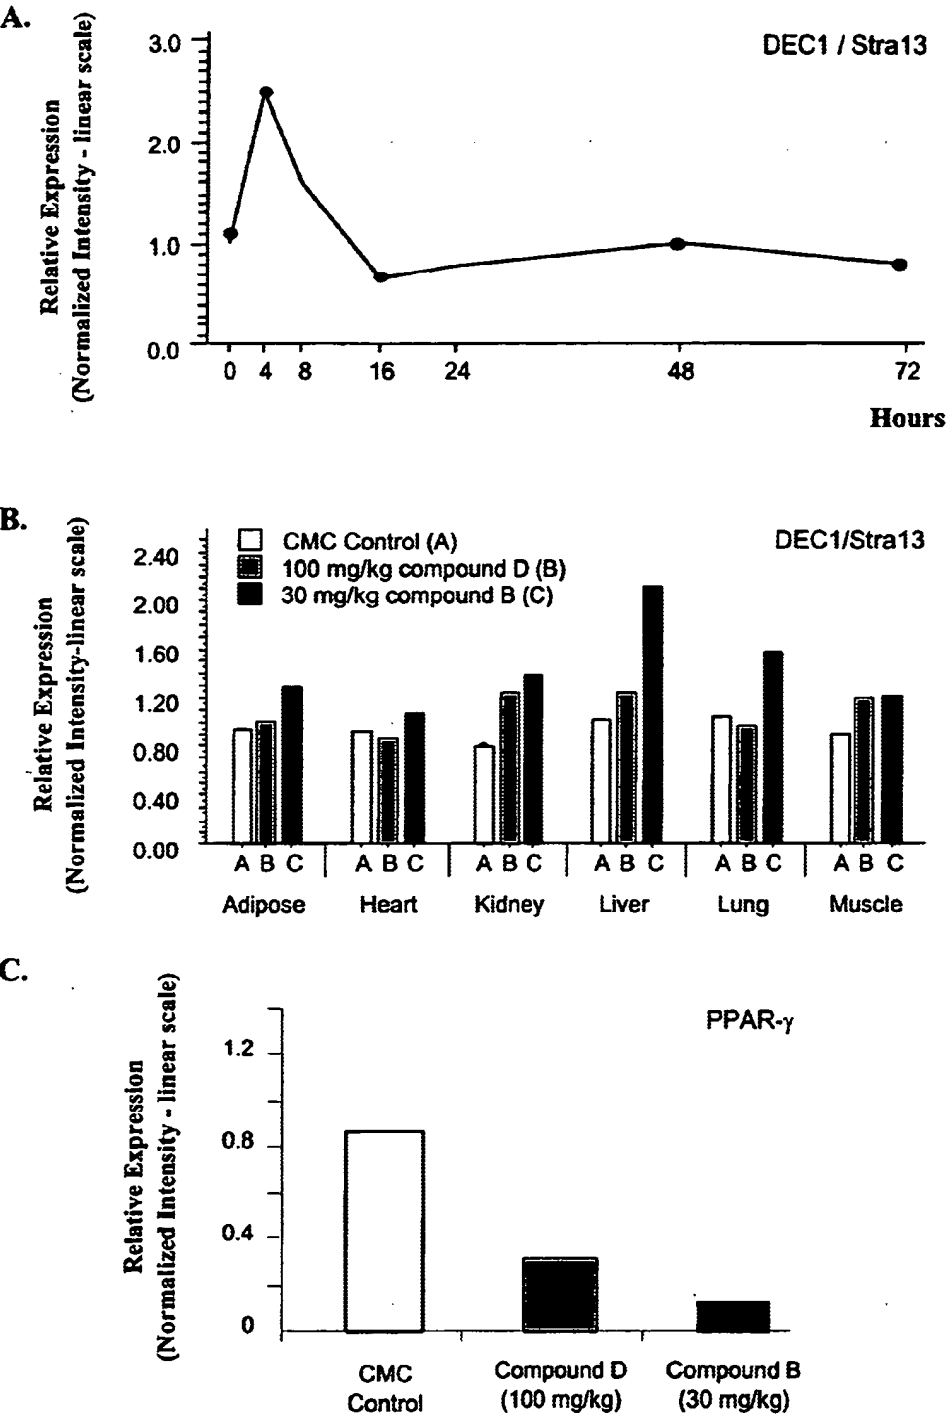 A.
DEC1 / Stra13
Relative Expression
(Normalized Intensity - linear scale)
3.0
2.0
1.0
0.0
0 4 8 16 24 48 72
Hours
B.
DEC1/Stra13
CMC Control (A)
100 mg/kg compound D (B)
30 mg/kg compound B (C)
Relative Expression
(Normalized Intensity-linear scale)
2.40
2.00
1.60
1.20
0.80
0.40
0.00
A B C A B C A B C A B C A B C A B C
Adipose Heart Kidney Liver Lung Muscle
C.
PPAR-γ
Relative Expression
(Normalized Intensity - linear scale)
1.2
0.8
0.4
0
CMC Control
Compound D (100 mg/kg)
Compound B (30 mg/kg)